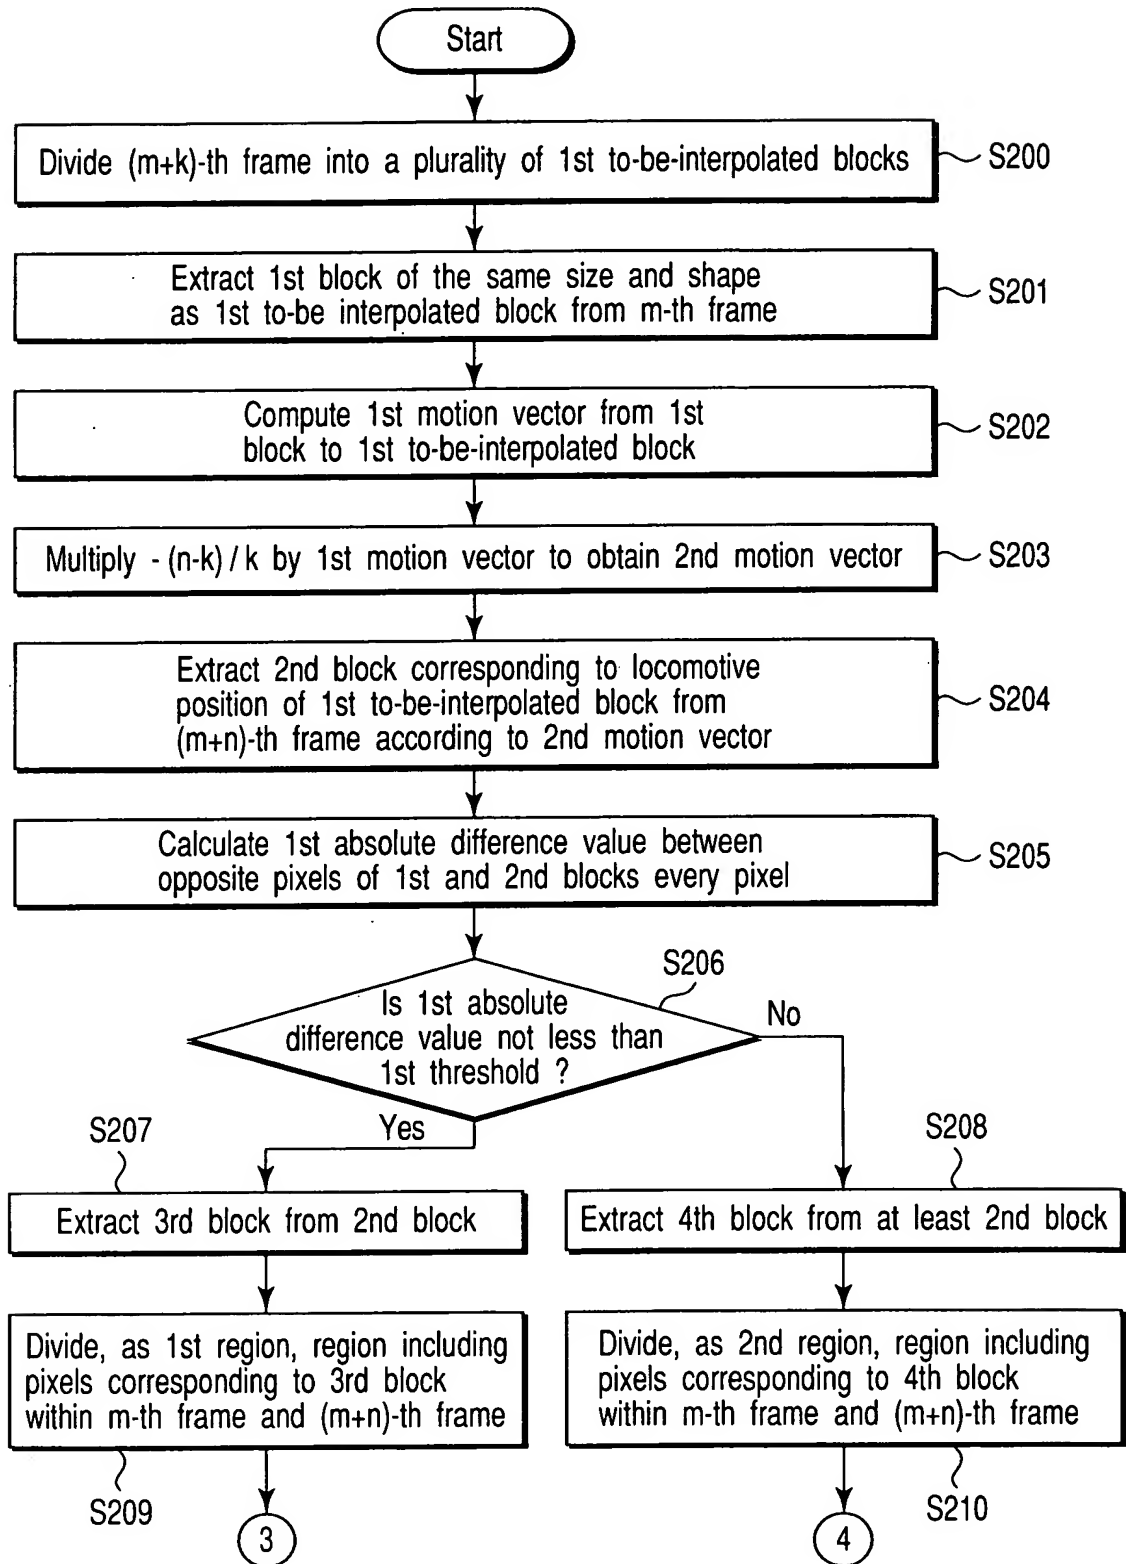 Start
Divide (m+k)-th frame into a plurality of 1st to-be-interpolated blocks
S200
Extract 1st block of the same size and shape
as 1st to-be interpolated block from m-th frame
S201
Compute 1st motion vector from 1st
block to 1st to-be-interpolated block
S202
Multiply - (n-k) / k by 1st motion vector to obtain 2nd motion vector
S203
Extract 2nd block corresponding to locomotive
position of 1st to-be-interpolated block from
(m+n)-th frame according to 2nd motion vector
S204
Calculate 1st absolute difference value between
opposite pixels of 1st and 2nd blocks every pixel
S205
S206
Is 1st absolute
difference value not less than
1st threshold ?
No
Yes
S207
Extract 3rd block from 2nd block
S208
Extract 4th block from at least 2nd block
Divide, as 1st region, region including
pixels corresponding to 3rd block
within m-th frame and (m+n)-th frame
S209
Divide, as 2nd region, region including
pixels corresponding to 4th block
within m-th frame and (m+n)-th frame
S210
3
4